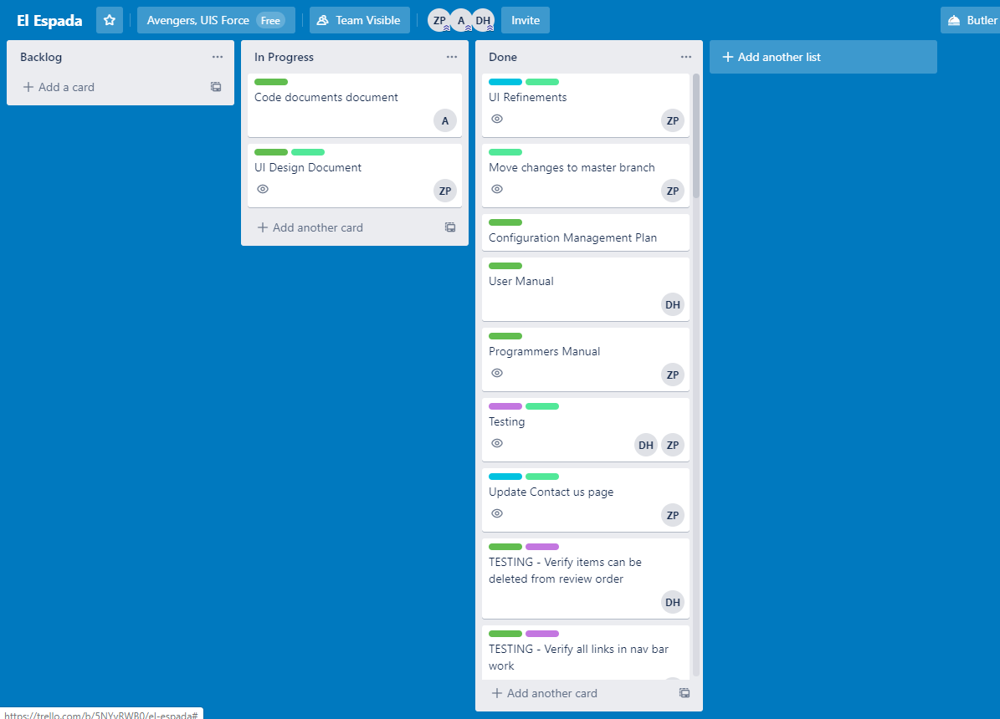 El Espada
Avengers, UIS Force Free
Team Visible
ZP A DH
Invite
Butler
Backlog
Add a card
In Progress
Code documents document
A
UI Design Document
ZP
Add another card
Done
UI Refinements
ZP
Move changes to master branch
ZP
Configuration Management Plan
User Manual
DH
Programmers Manual
ZP
Testing
DH ZP
Update Contact us page
ZP
TESTING - Verify items can be
deleted from review order
DH
TESTING - Verify all links in nav bar
work
Add another card
Add another list
https://trello.com/b/5NYvRWB0/el-espada#